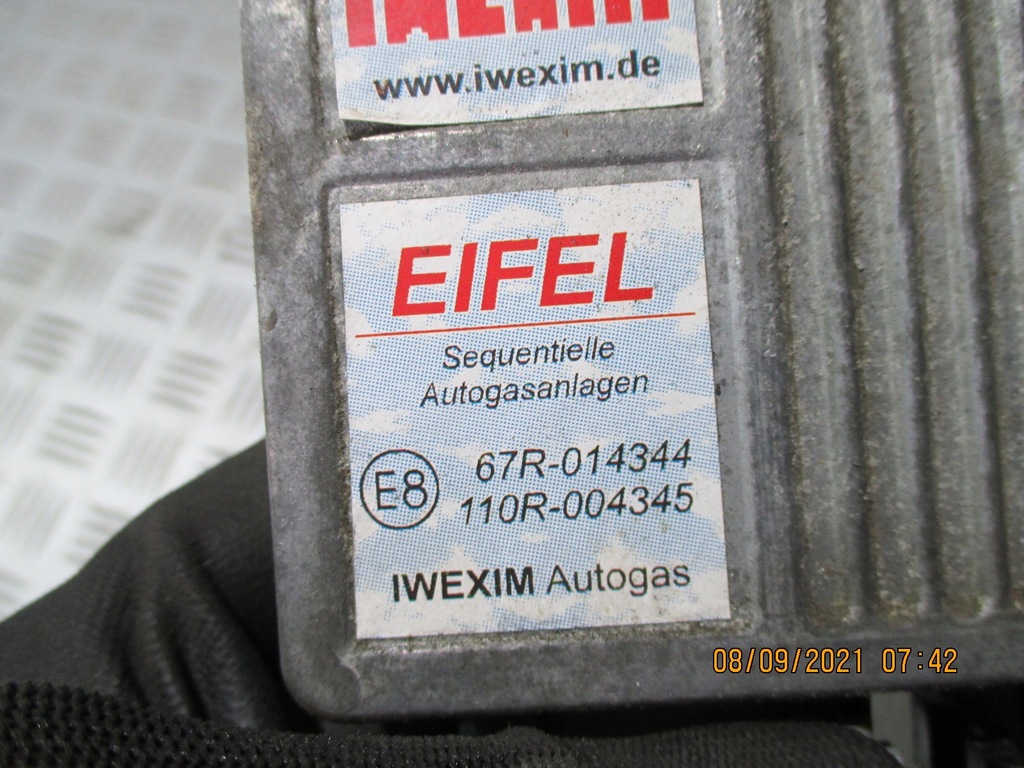 www.iwexim.de
EIFEL
Sequentielle
Autogasanlagen
E8
67R-014344
110R-004345
IWEXIM Autogas
08/09/2021 07:42